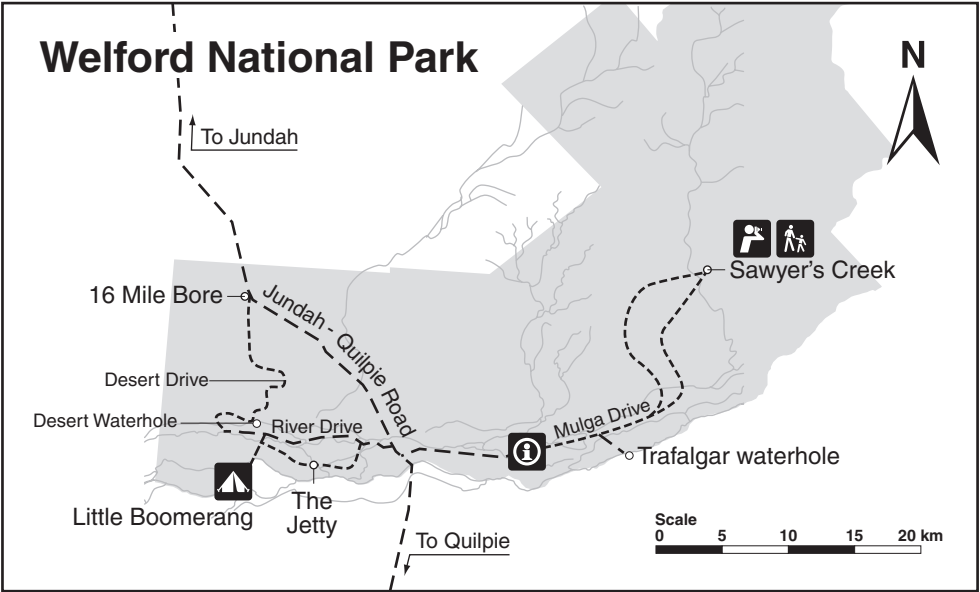 Welford National Park
N
To Jundah
Sawyer's Creek
16 Mile Bore
Jundah - Quilpie Road
Desert Drive
Desert Waterhole
River Drive
Mulga Drive
i
Trafalgar waterhole
Little Boomerang
The
Jetty
To Quilpie
Scale
0 5 10 15 20 km